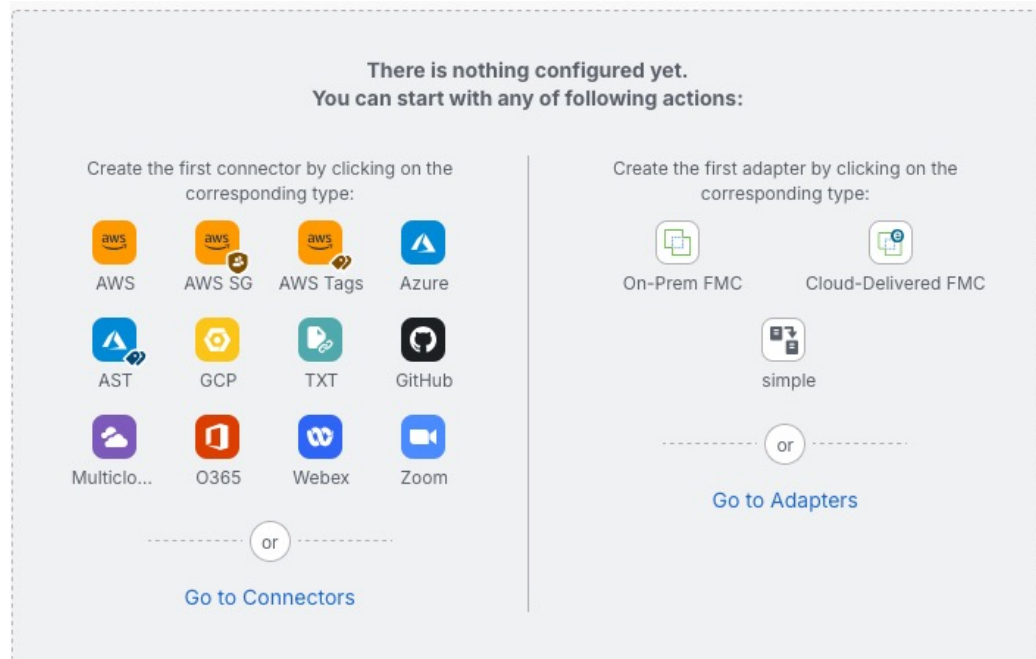 There is nothing configured yet.
You can start with any of following actions:
Create the first connector by clicking on the
corresponding type:
aws
AWS
aws
AWS SG
aws
AWS Tags
Azure
AST
GCP
TXT
GitHub
Multiclo...
O365
Webex
Zoom
or
Go to Connectors
Create the first adapter by clicking on the
corresponding type:
On-Prem FMC
e
Cloud-Delivered FMC
simple
or
Go to Adapters